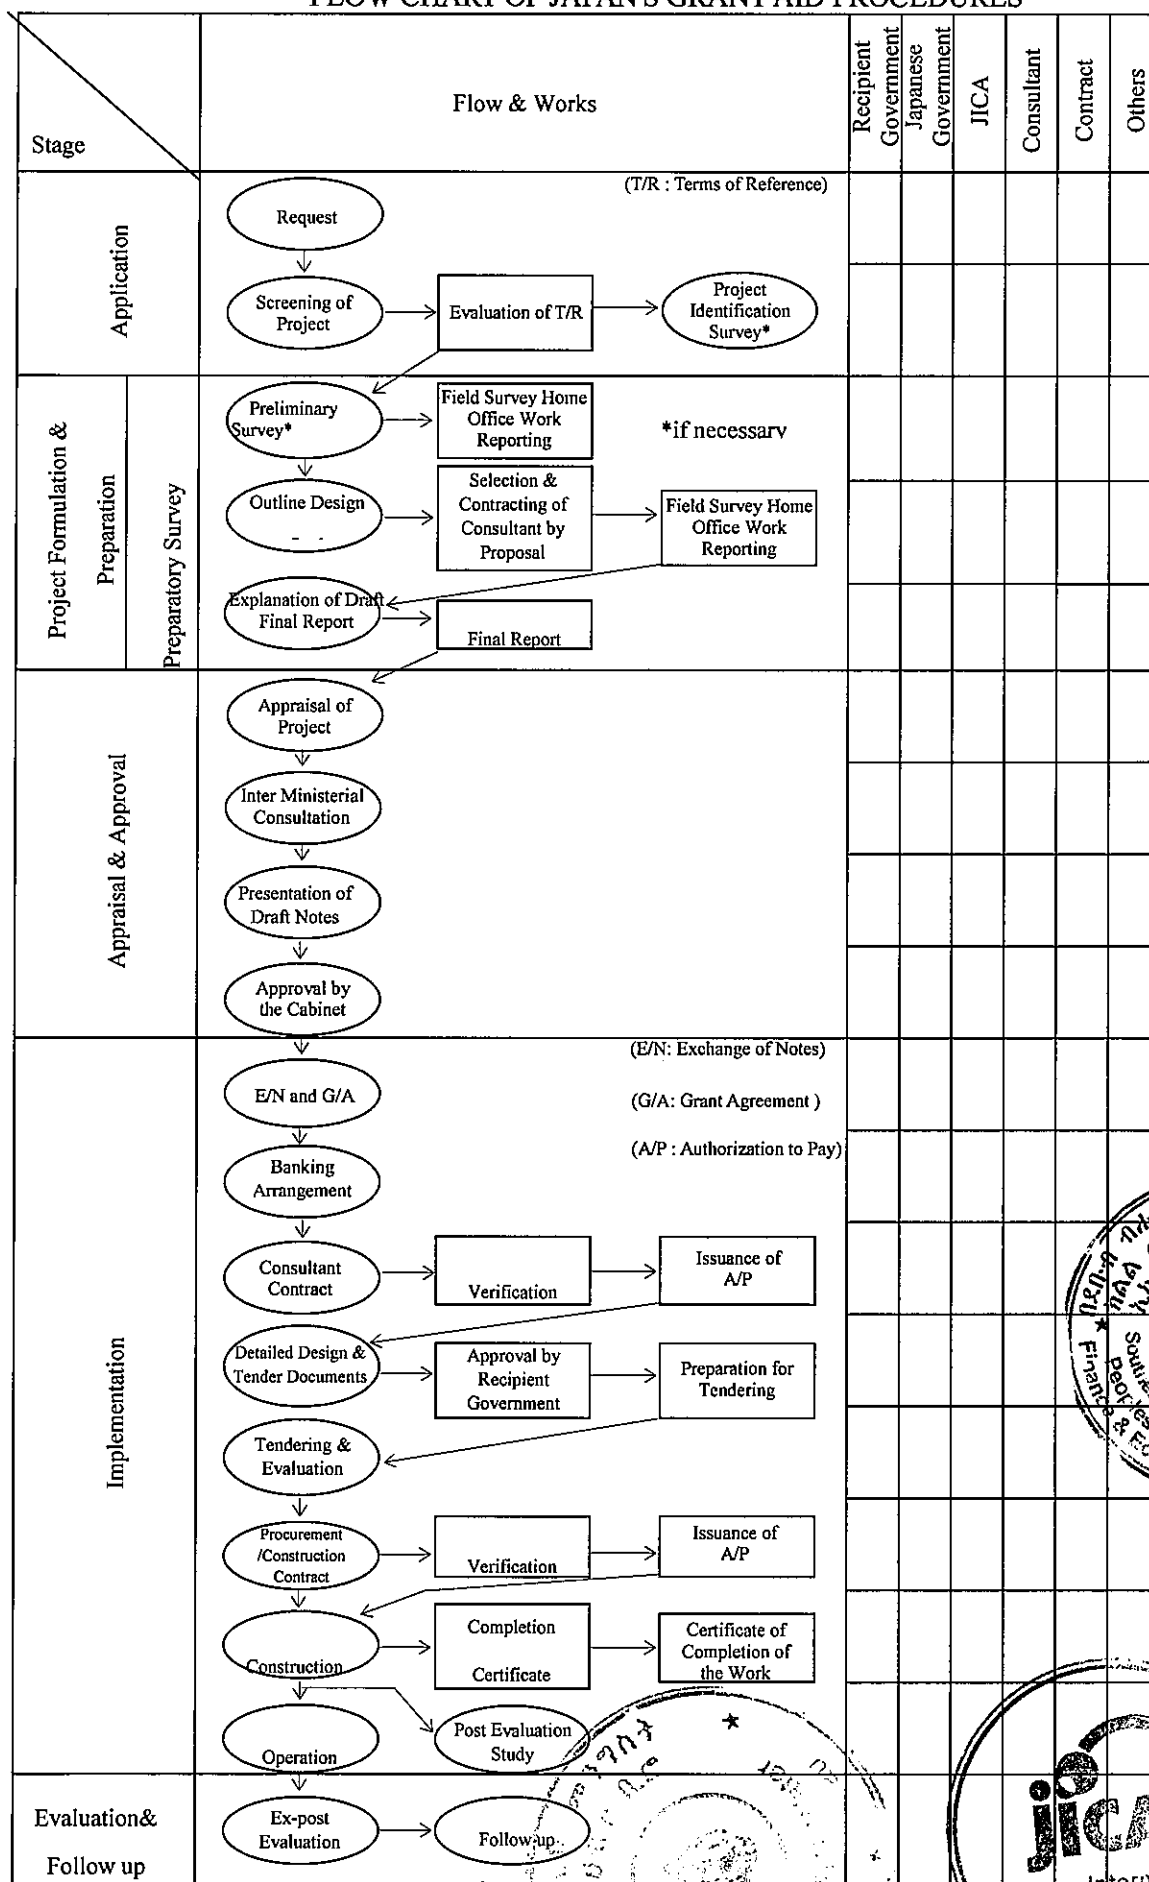 FLOW CHART OF JAPAN'S GRANT AID PROCEDURES
Stage
Flow & Works
Recipient
Government
Japanese
Government
JICA
Consultant
Contract
Others
Application
(T/R : Terms of Reference)
Request
Screening of
Project
Evaluation of T/R
Project
Identification
Survey*
Project Formulation &
Preparation
Preparatory Survey
Preliminary
Survey*
Field Survey Home
Office Work
Reporting
*if necessary
Outline Design
Selection &
Contracting of
Consultant by
Proposal
Field Survey Home
Office Work
Reporting
Explanation of Draft
Final Report
Final Report
Appraisal & Approval
Appraisal of
Project
Inter Ministerial
Consultation
Presentation of
Draft Notes
Approval by
the Cabinet
Implementation
(E/N: Exchange of Notes)
E/N and G/A
(G/A: Grant Agreement )
(A/P : Authorization to Pay)
Banking
Arrangement
Consultant
Contract
Verification
Issuance of
A/P
Detailed Design &
Tender Documents
Approval by
Recipient
Government
Preparation for
Tendering
Tendering &
Evaluation
Procurement
/Construction
Contract
Verification
Issuance of
A/P
Construction
Completion
Certificate
Certificate of
Completion of
the Work
Operation
Post Evaluation
Study
Evaluation&
Follow up
Ex-post
Evaluation
Follow up
Peoples
Finance &